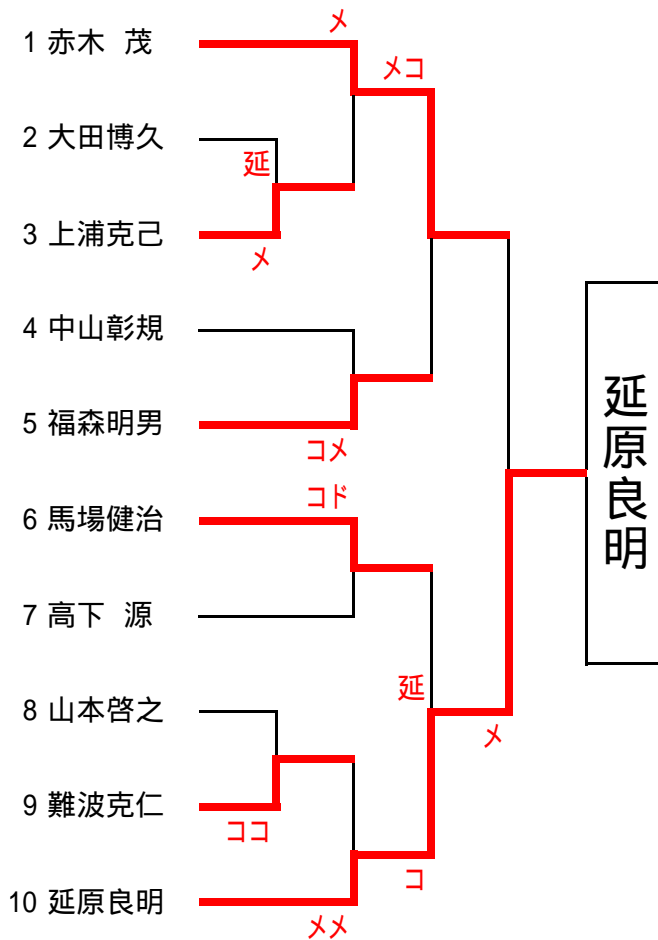 メ
1 赤木 茂
メコ
2 大田博久
延
3 上浦克己
メ
4 中山彰規
5 福森明男
コメ
延原良明
コド
6 馬場健治
7 高下 源
延
8 山本啓之
メ
9 難波克仁
ココ
コ
10 延原良明
メメ